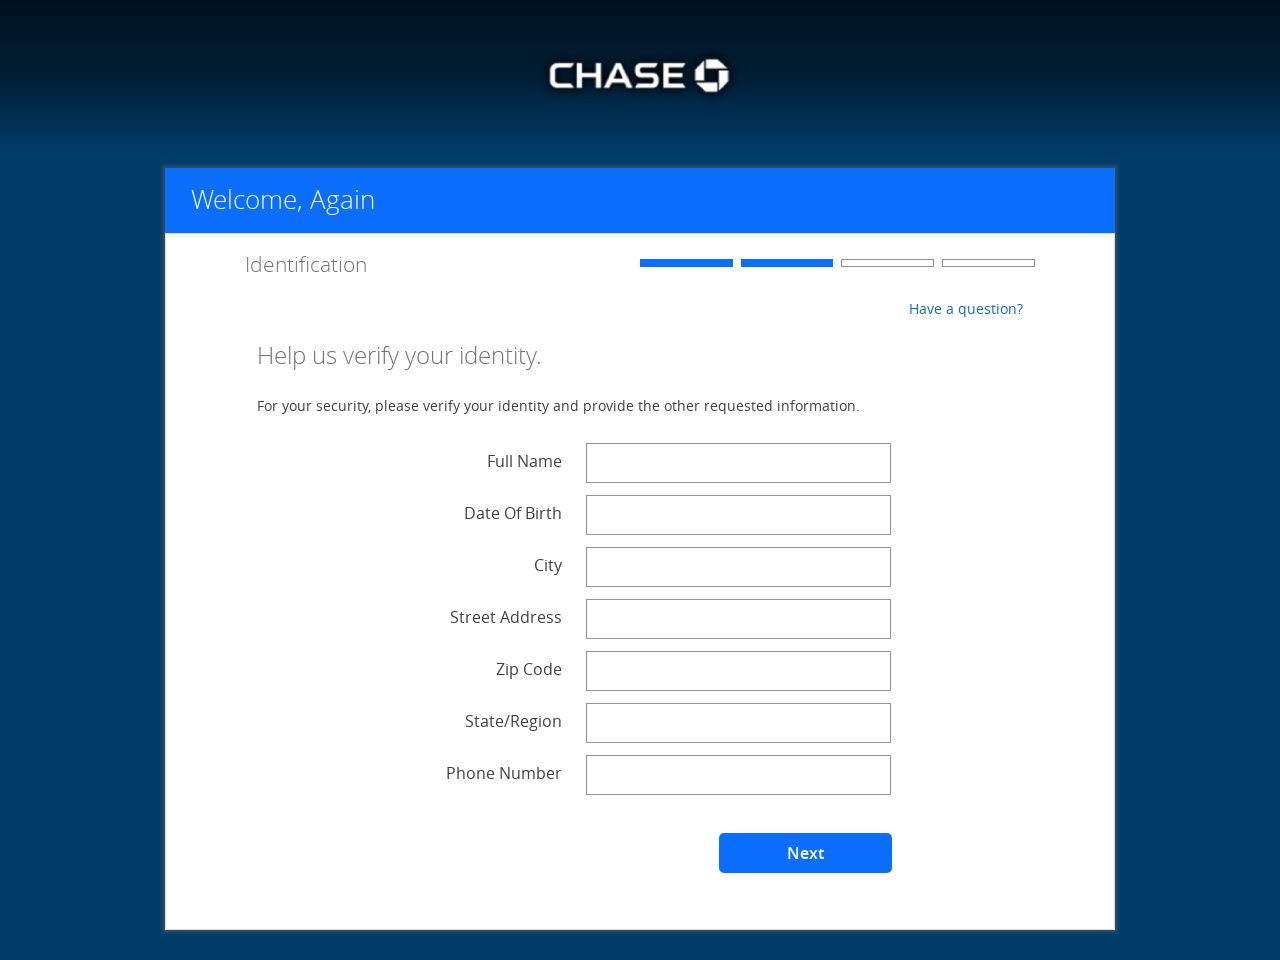 CHASE
Welcome, Again
Identification
Have a question?
Help us verify your identity.
For your security, please verify your identity and provide the other requested information.
Full Name
Date Of Birth
City
Street Address
Zip Code
State/Region
Phone Number
Next